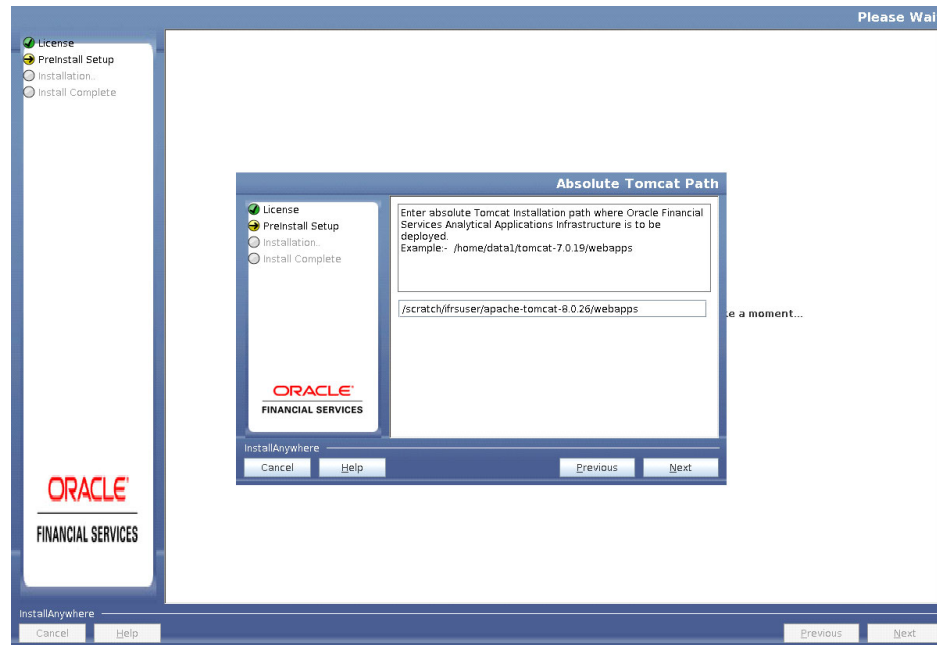 Please Wai
License
PreInstall Setup
Installation..
Install Complete
Absolute Tomcat Path
License
PreInstall Setup
Installation..
Install Complete
Enter absolute Tomcat Installation path where Oracle Financial
Services Analytical Applications Infrastructure is to be
deployed.
Example:- /home/data1/tomcat-7.0.19/webapps
/scratch/ifrsuser/apache-tomcat-8.0.26/webapps
e a moment...
ORACLE
FINANCIAL SERVICES
InstallAnywhere
Cancel
Help
Previous
Next
ORACLE
FINANCIAL SERVICES
InstallAnywhere
Cancel
Help
Previous
Next